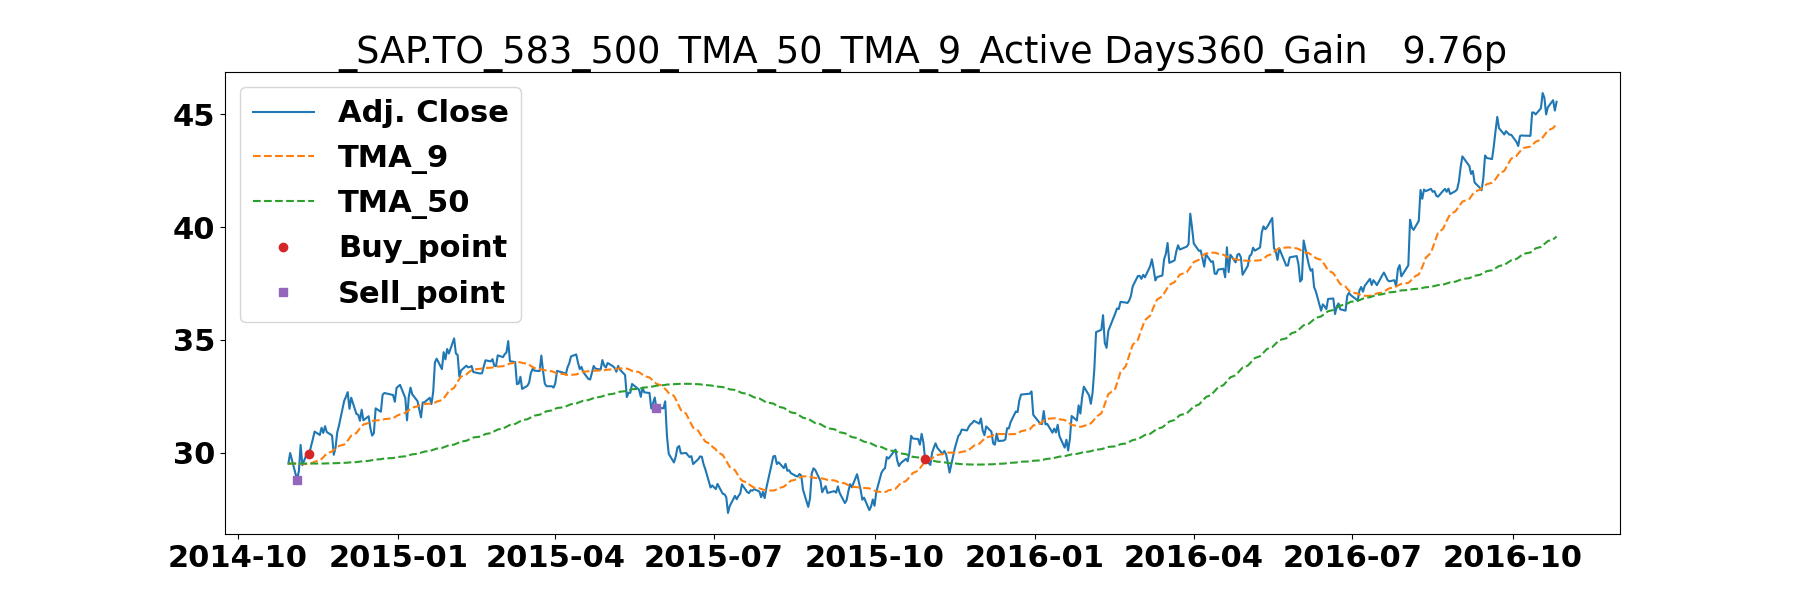 _SAP.TO_583_500_TMA_50_TMA_9_Active Days360_Gain   9.76p
Adj. Close
TMA_9
TMA_50
Buy_point
Sell_point
45
40
35
30
2014-10 2015-01 2015-04 2015-07 2015-10 2016-01 2016-04 2016-07 2016-10